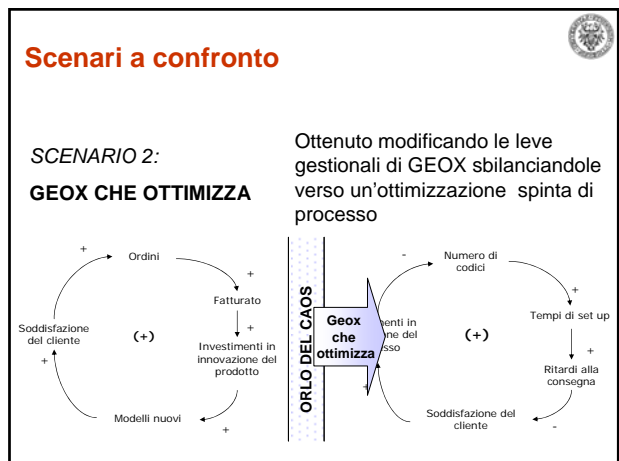 Scenari a confronto
SCENARIO 2:
GEOX CHE OTTIMIZZA
Ottenuto modificando le leve
gestionali di GEOX sbilanciandole
verso un'ottimizzazione spinta di
processo
+
Ordini
+
Fatturato
+
Investimenti in
innovazione del
prodotto
+
Modelli nuovi
+
Soddisfazione
del cliente
(+)
ORLO DEL CAOS
Geox
che
ottimizza
-
Numero di
codici
+
Tempi di set up
+
Ritardi alla
consegna
-
Soddisfazione del
cliente
+
in
del
(+)